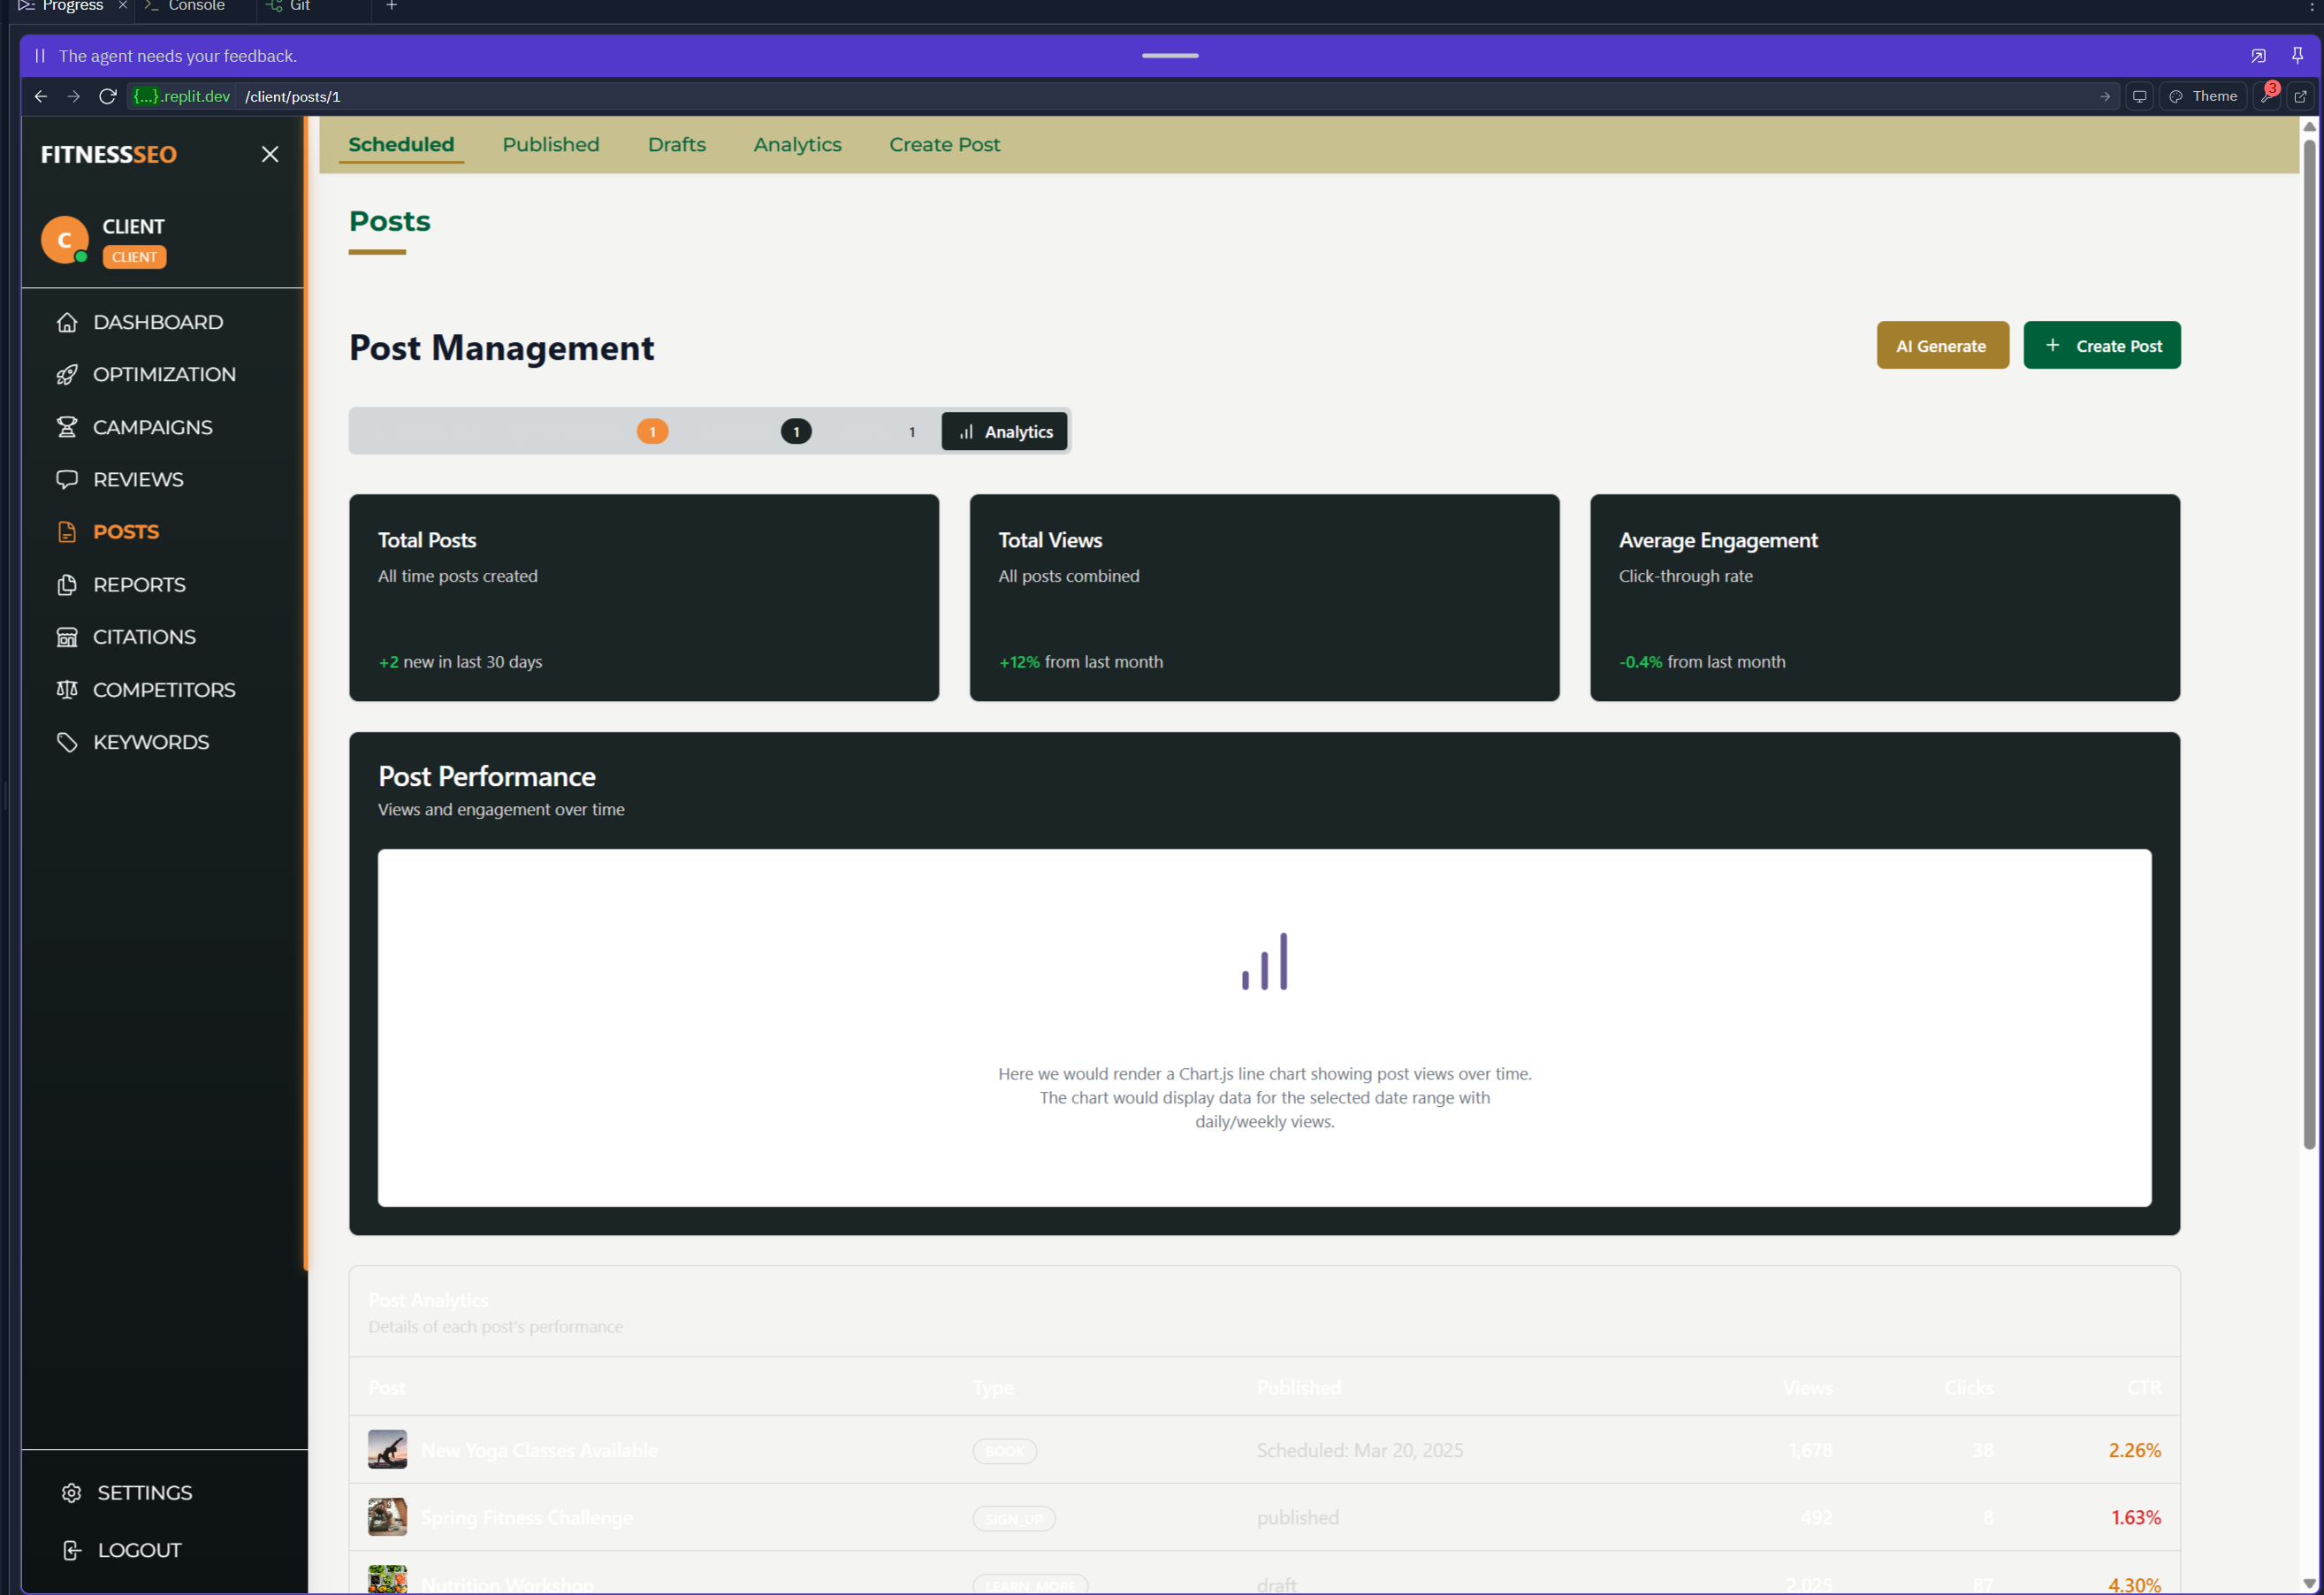 Progress
Console
Git
The agent needs your feedback.
{...}.replit.dev /client/posts/1
Theme
3
FITNESSSEO
C
CLIENT
CLIENT
DASHBOARD
OPTIMIZATION
CAMPAIGNS
REVIEWS
POSTS
REPORTS
CITATIONS
COMPETITORS
KEYWORDS
SETTINGS
LOGOUT
Scheduled Published Drafts Analytics Create Post
Posts
Post Management
AI Generate
+ Create Post
1 1 1 Analytics
Total Posts
All time posts created
+2 new in last 30 days
Total Views
All posts combined
+12% from last month
Average Engagement
Click-through rate
-0.4% from last month
Post Performance
Views and engagement over time
Here we would render a Chart.js line chart showing post views over time.
The chart would display data for the selected date range with
daily/weekly views.
Post Analytics
Details of each post's performance
Post Type Published Views Clicks CTR
New Yoga Classes Available BOOK Scheduled: Mar 20, 2025 1,678 38 2.26%
Spring Fitness Challenge SIGN_UP published 492 8 1.63%
Nutrition Workshop LEARN_MORE draft 2,025 87 4.30%